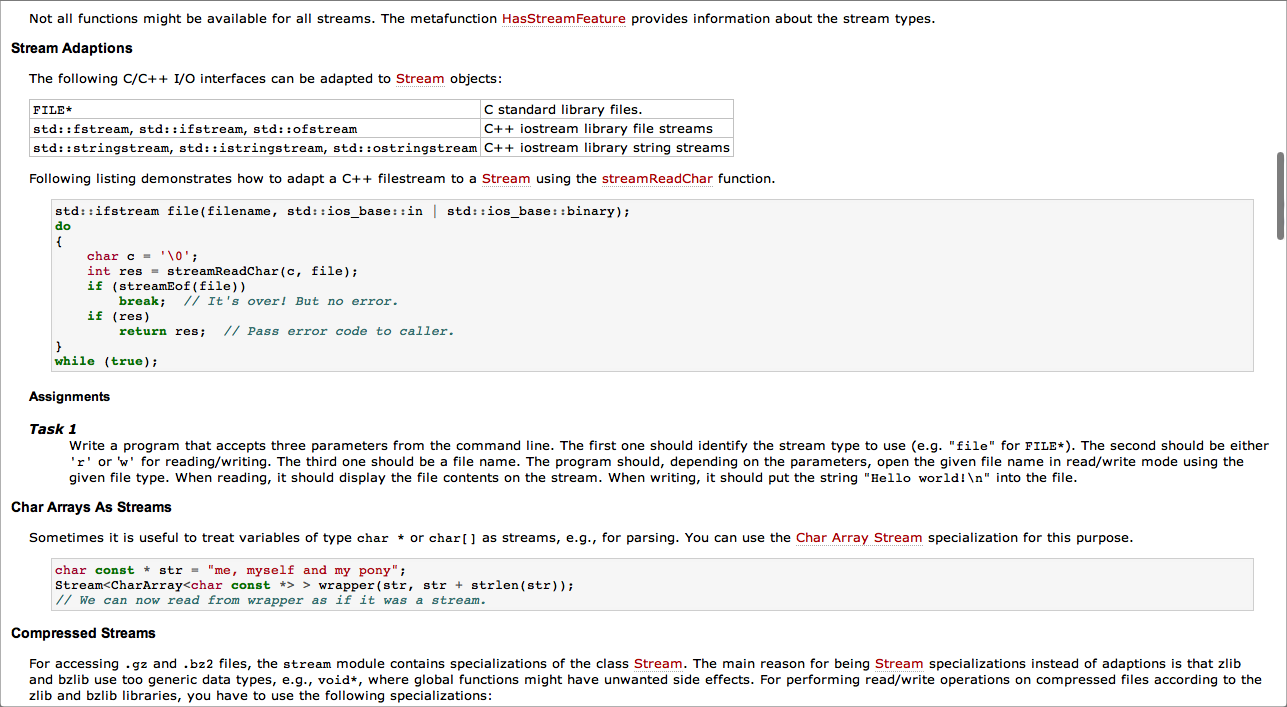 Not all functions might be available for all streams. The metafunction HasStreamFeature provides information about the stream types.
Stream Adaptions
The following C/C++ I/O interfaces can be adapted to Stream objects:
FILE* C standard library files.
std::fstream, std::ifstream, std::ofstream C++ iostream library file streams
std::stringstream, std::istringstream, std::ostringstream C++ iostream library string streams
Following listing demonstrates how to adapt a C++ filestream to a Stream using the streamReadChar function.
std::ifstream file(filename, std::ios_base::in | std::ios_base::binary);
do
{
    char c = '\0';
    int res = streamReadChar(c, file);
    if (streamEof(file))
        break;  // It's over! But no error.
    if (res)
        return res;  // Pass error code to caller.
}
while (true);
Assignments
Task 1
Write a program that accepts three parameters from the command line. The first one should identify the stream type to use (e.g. "file" for FILE*). The second should be either
'r' or 'w' for reading/writing. The third one should be a file name. The program should, depending on the parameters, open the given file name in read/write mode using the
given file type. When reading, it should display the file contents on the stream. When writing, it should put the string "Hello world!\n" into the file.
Char Arrays As Streams
Sometimes it is useful to treat variables of type char * or char[] as streams, e.g., for parsing. You can use the Char Array Stream specialization for this purpose.
char const * str = "me, myself and my pony";
Stream<CharArray<char const *> > wrapper(str, str + strlen(str));
// We can now read from wrapper as if it was a stream.
Compressed Streams
For accessing .gz and .bz2 files, the stream module contains specializations of the class Stream. The main reason for being Stream specializations instead of adaptions is that zlib
and bzlib use too generic data types, e.g., void*, where global functions might have unwanted side effects. For performing read/write operations on compressed files according to the
zlib and bzlib libraries, you have to use the following specializations: